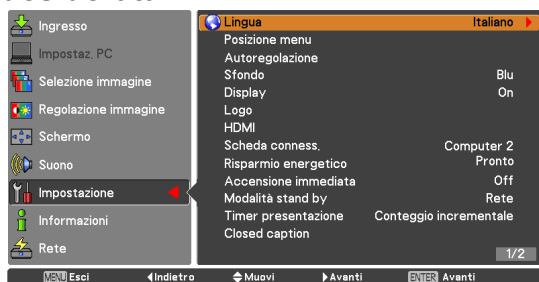 Ingresso
Impostaz. PC
Selezione immagine
Regolazione immagine
Schermo
Suono
Impostazione
Informazioni
Rete
Lingua Italiano
Posizione menu
Autoregolazione
Sfondo Blu
Display On
Logo
HDMI
Scheda conness. Computer 2
Risparmio energetico Pronto
Accensione immediata Off
Modalità stand by Rete
Timer presentazione Conteggio incrementale
Closed caption
1/2
MENU Esci Indietro Muovi Avanti ENTER Avanti